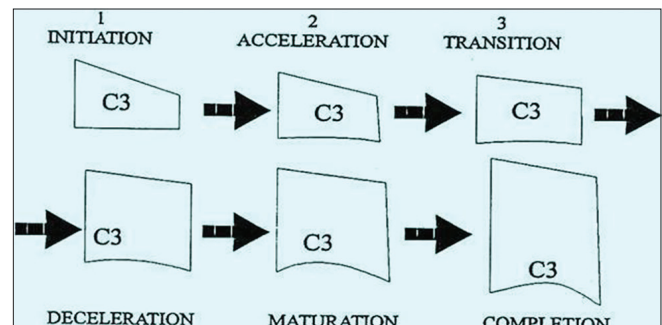 1 2 3
INITIATION ACCELERATION TRANSITION
C3 C3 C3
C3 C3 C3
DECELERATION MATURATION COMPLETION